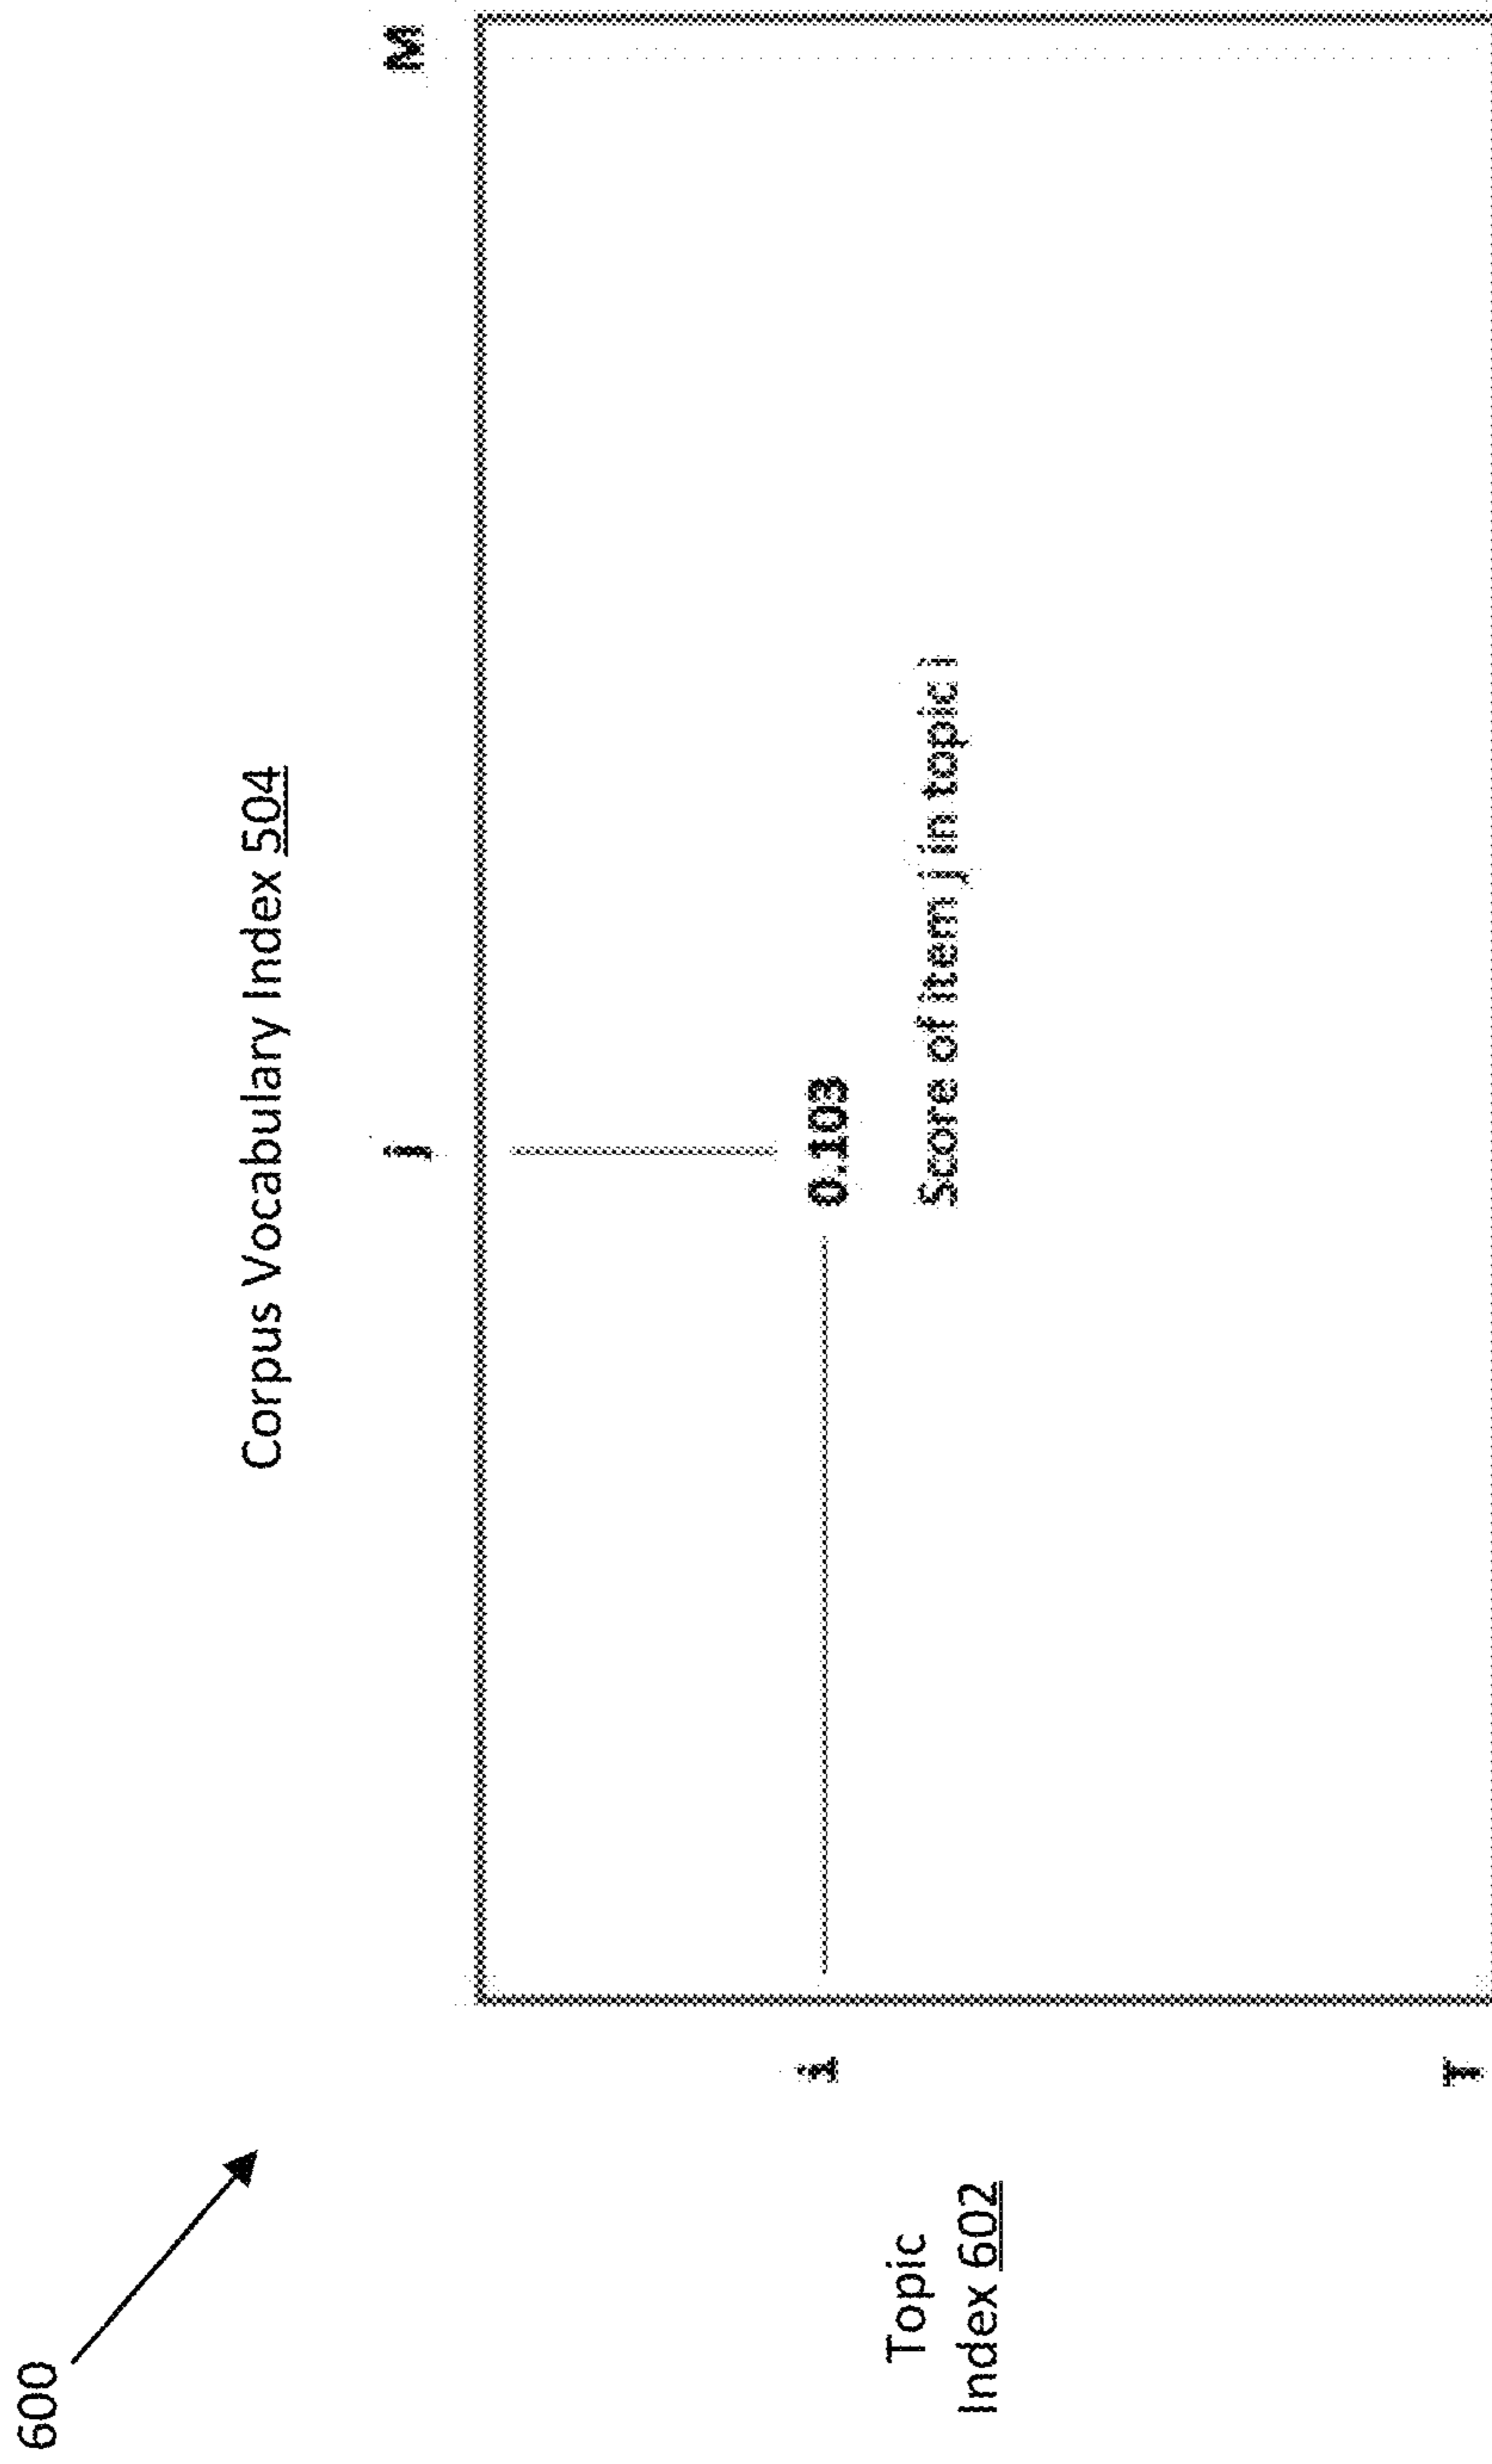 600
Corpus Vocabulary Index 504
j
M
Topic
Index 602
i
0.103
Score of item j in topic i
T